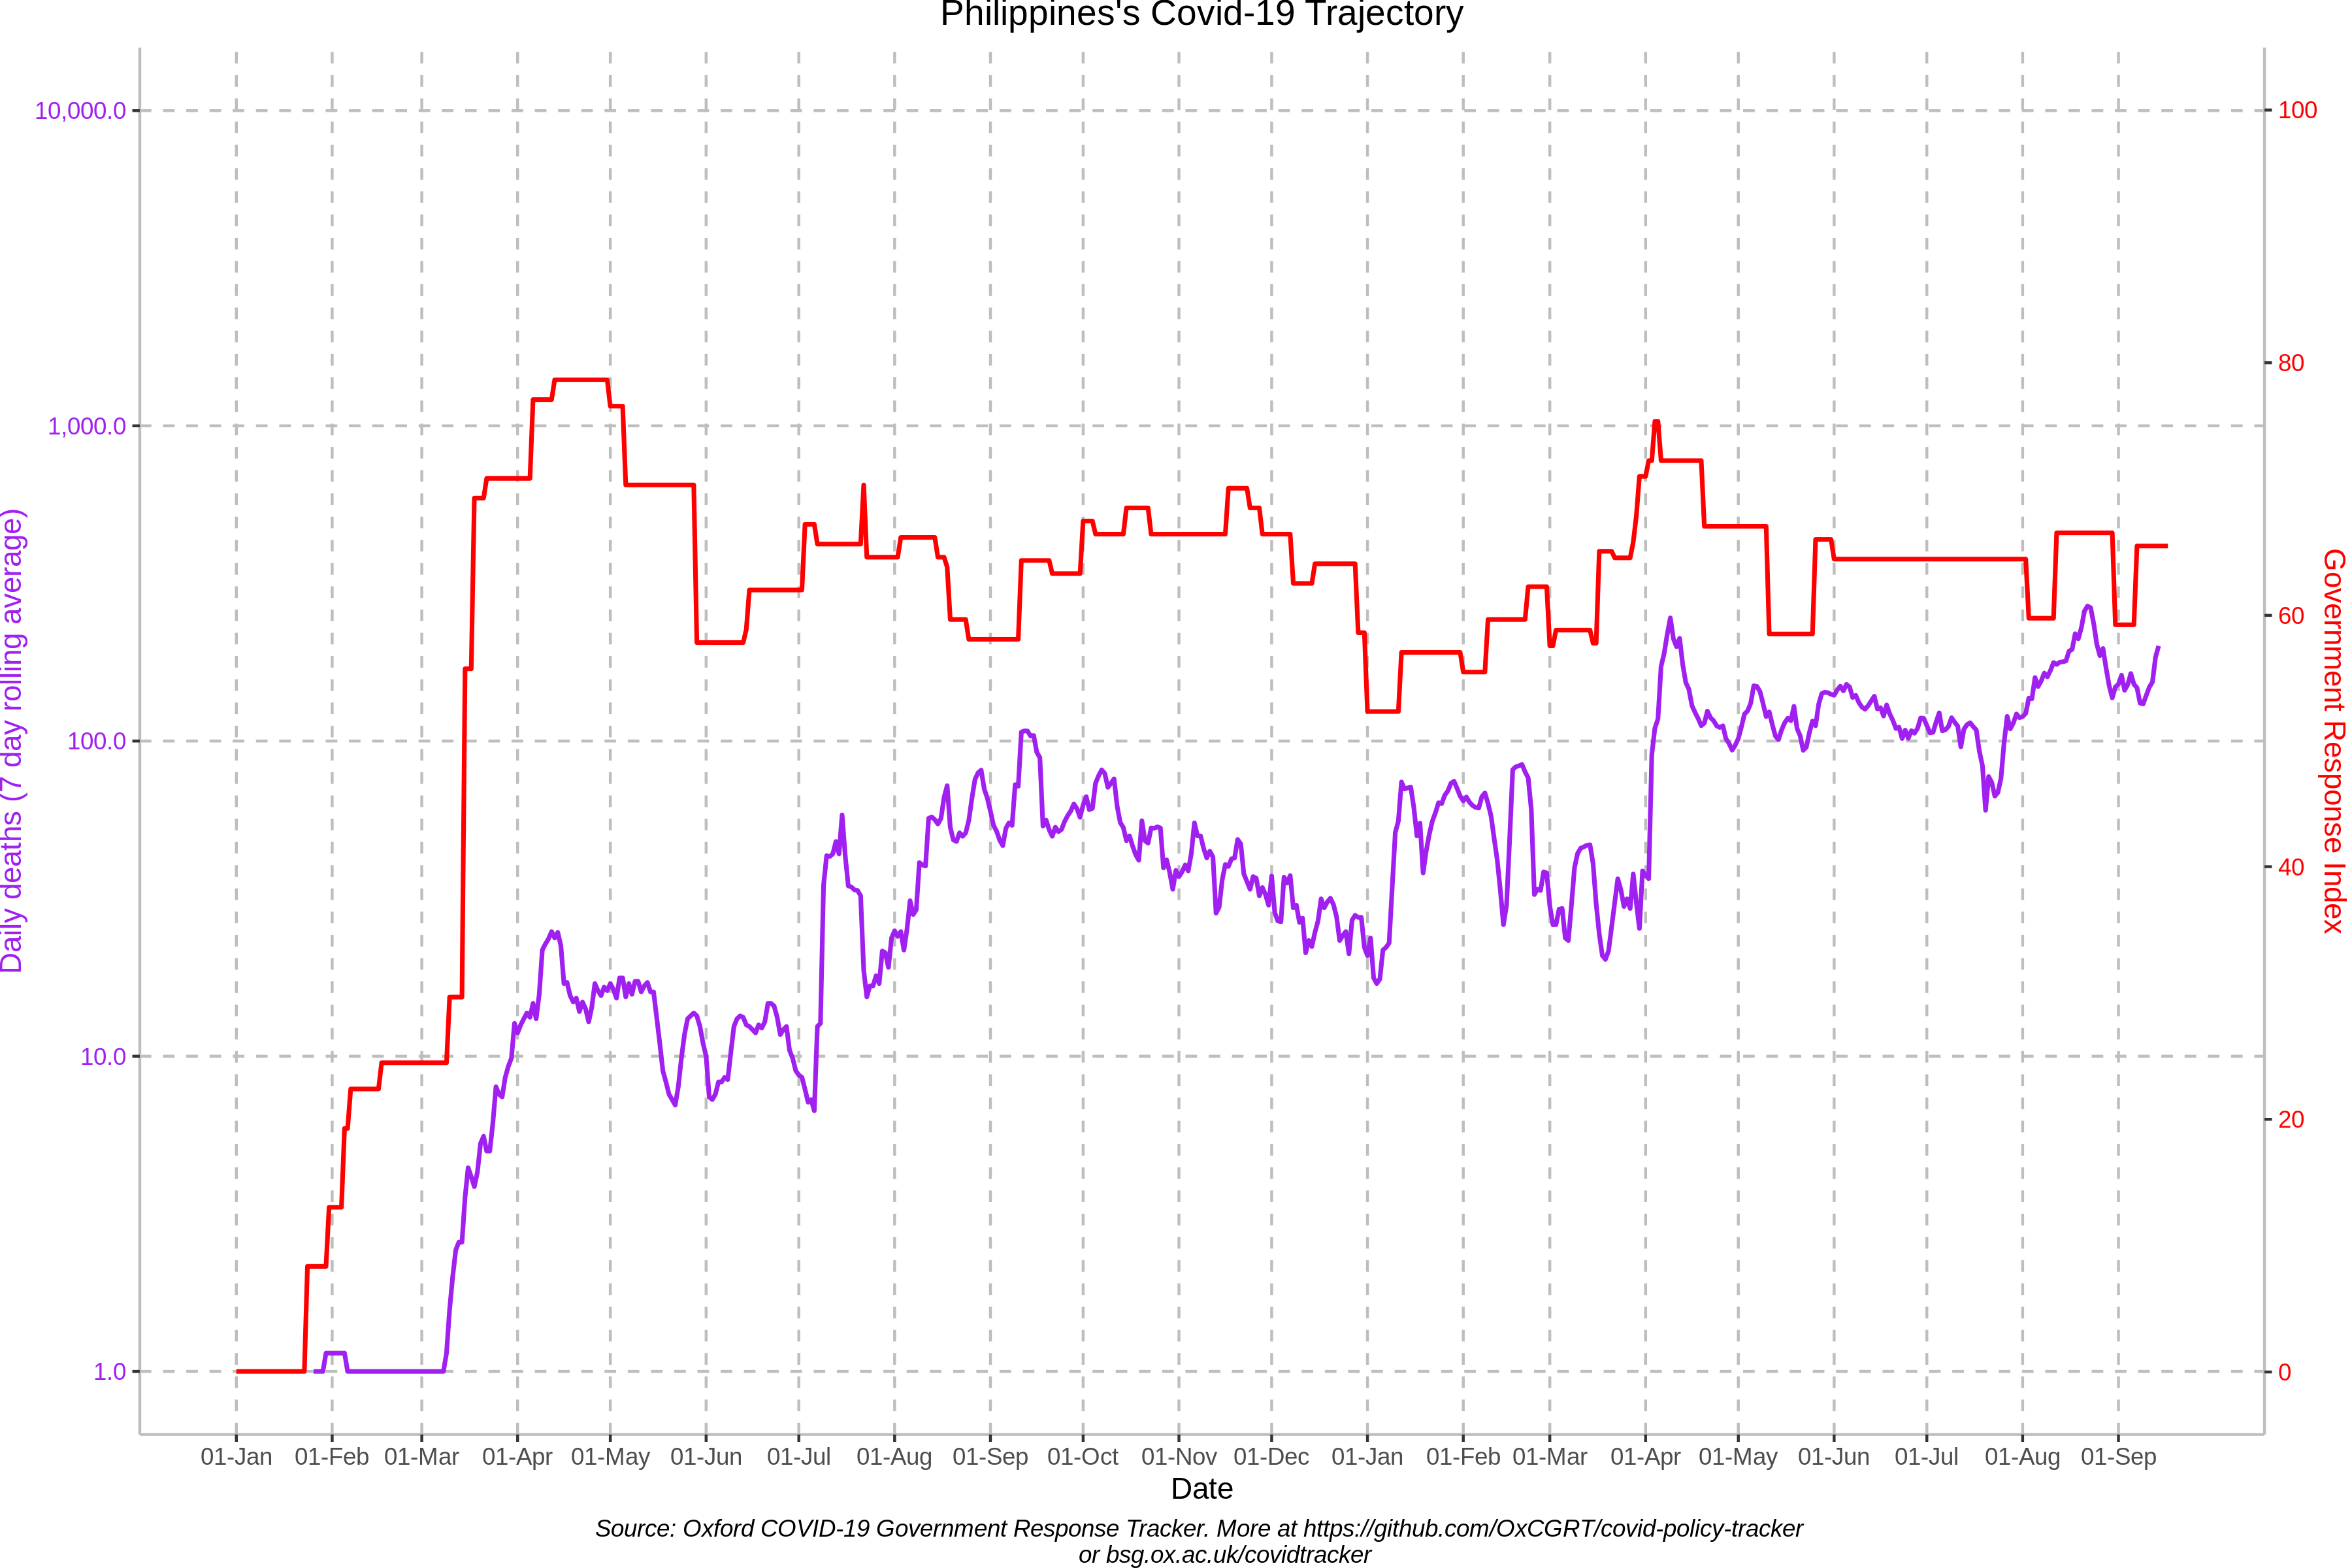 Philippines's Covid-19 Trajectory
10,000.0
1,000.0
100.0
10.0
1.0
Daily deaths (7 day rolling average)
100
80
60
40
20
0
Government Response Index
01-Jan 01-Feb 01-Mar 01-Apr 01-May 01-Jun 01-Jul 01-Aug 01-Sep 01-Oct 01-Nov 01-Dec 01-Jan 01-Feb 01-Mar 01-Apr 01-May 01-Jun 01-Jul 01-Aug 01-Sep
Date
Source: Oxford COVID-19 Government Response Tracker. More at https://github.com/OxCGRT/covid-policy-tracker
or bsg.ox.ac.uk/covidtracker